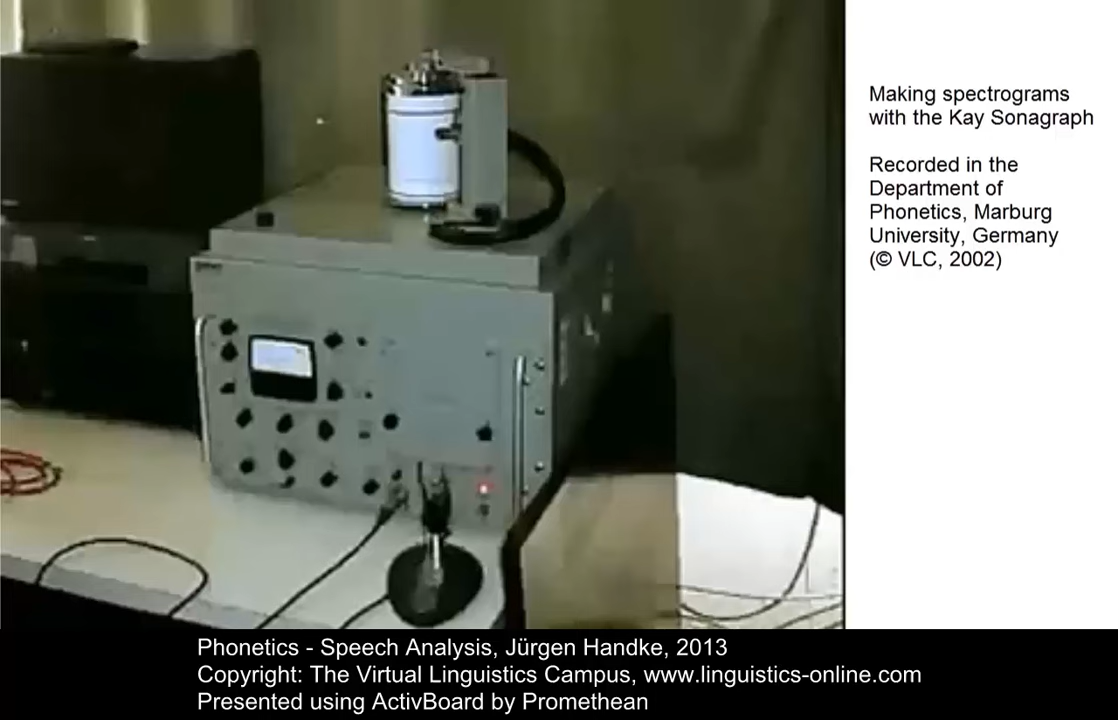 Making spectrograms
with the Kay Sonagraph
Recorded in the
Department of
Phonetics, Marburg
University, Germany
(© VLC, 2002)
Phonetics - Speech Analysis, Jürgen Handke, 2013
Copyright: The Virtual Linguistics Campus, www.linguistics-online.com
Presented using ActivBoard by Promethean